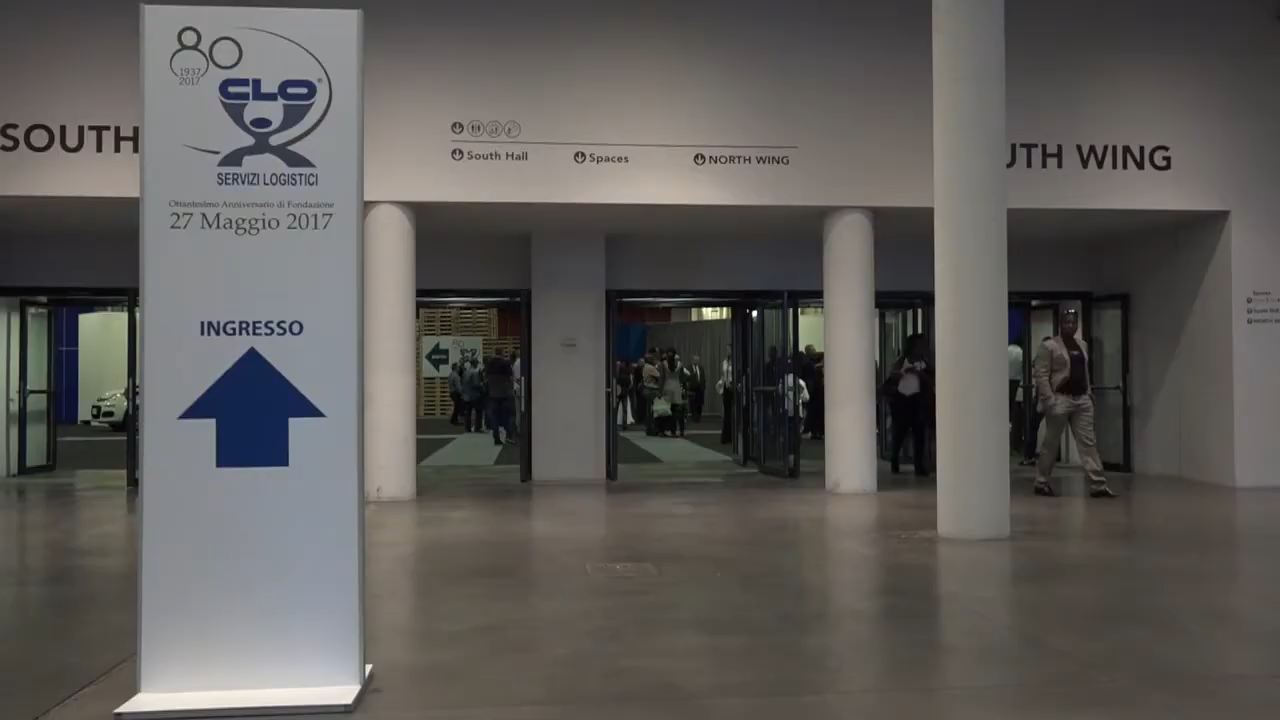 80
1937
2017
CLO
SERVIZI LOGISTICI
Ottantesimo Anniversario di Fondazione
27 Maggio 2017
INGRESSO
SOUTH
South Hall
Spaces
NORTH WING
UTH WING